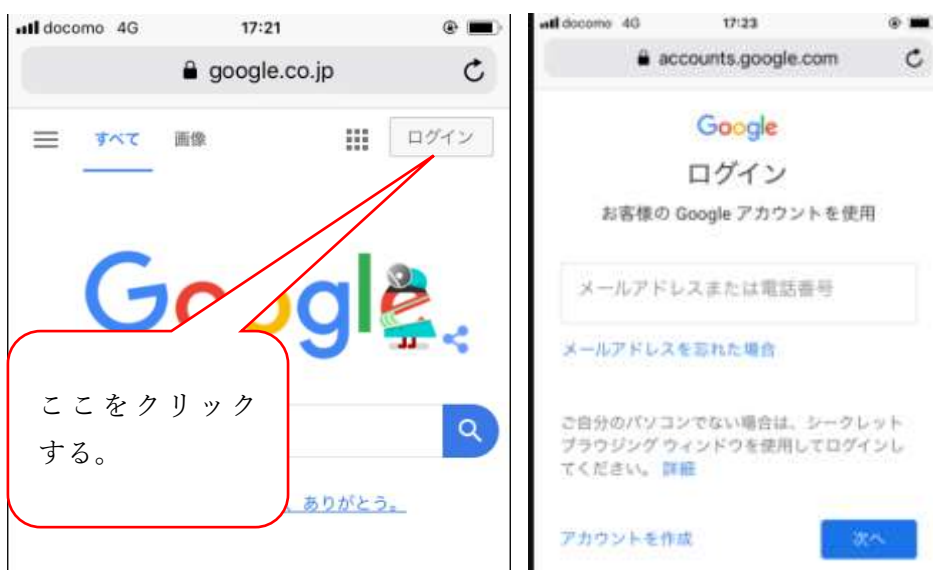 docomo 4G 17:21
google.co.jp
すべて 画像 ログイン
Google
ここをクリック
する。
ありがとう。
docomo 4G 17:23
accounts.google.com
Google
ログイン
お客様の Google アカウントを使用
メールアドレスまたは電話番号
メールアドレスを忘れた場合
ご自分のパソコンでない場合は、シークレット
ブラウジング ウィンドウを使用してログインし
てください。 詳細
アカウントを作成 次へ